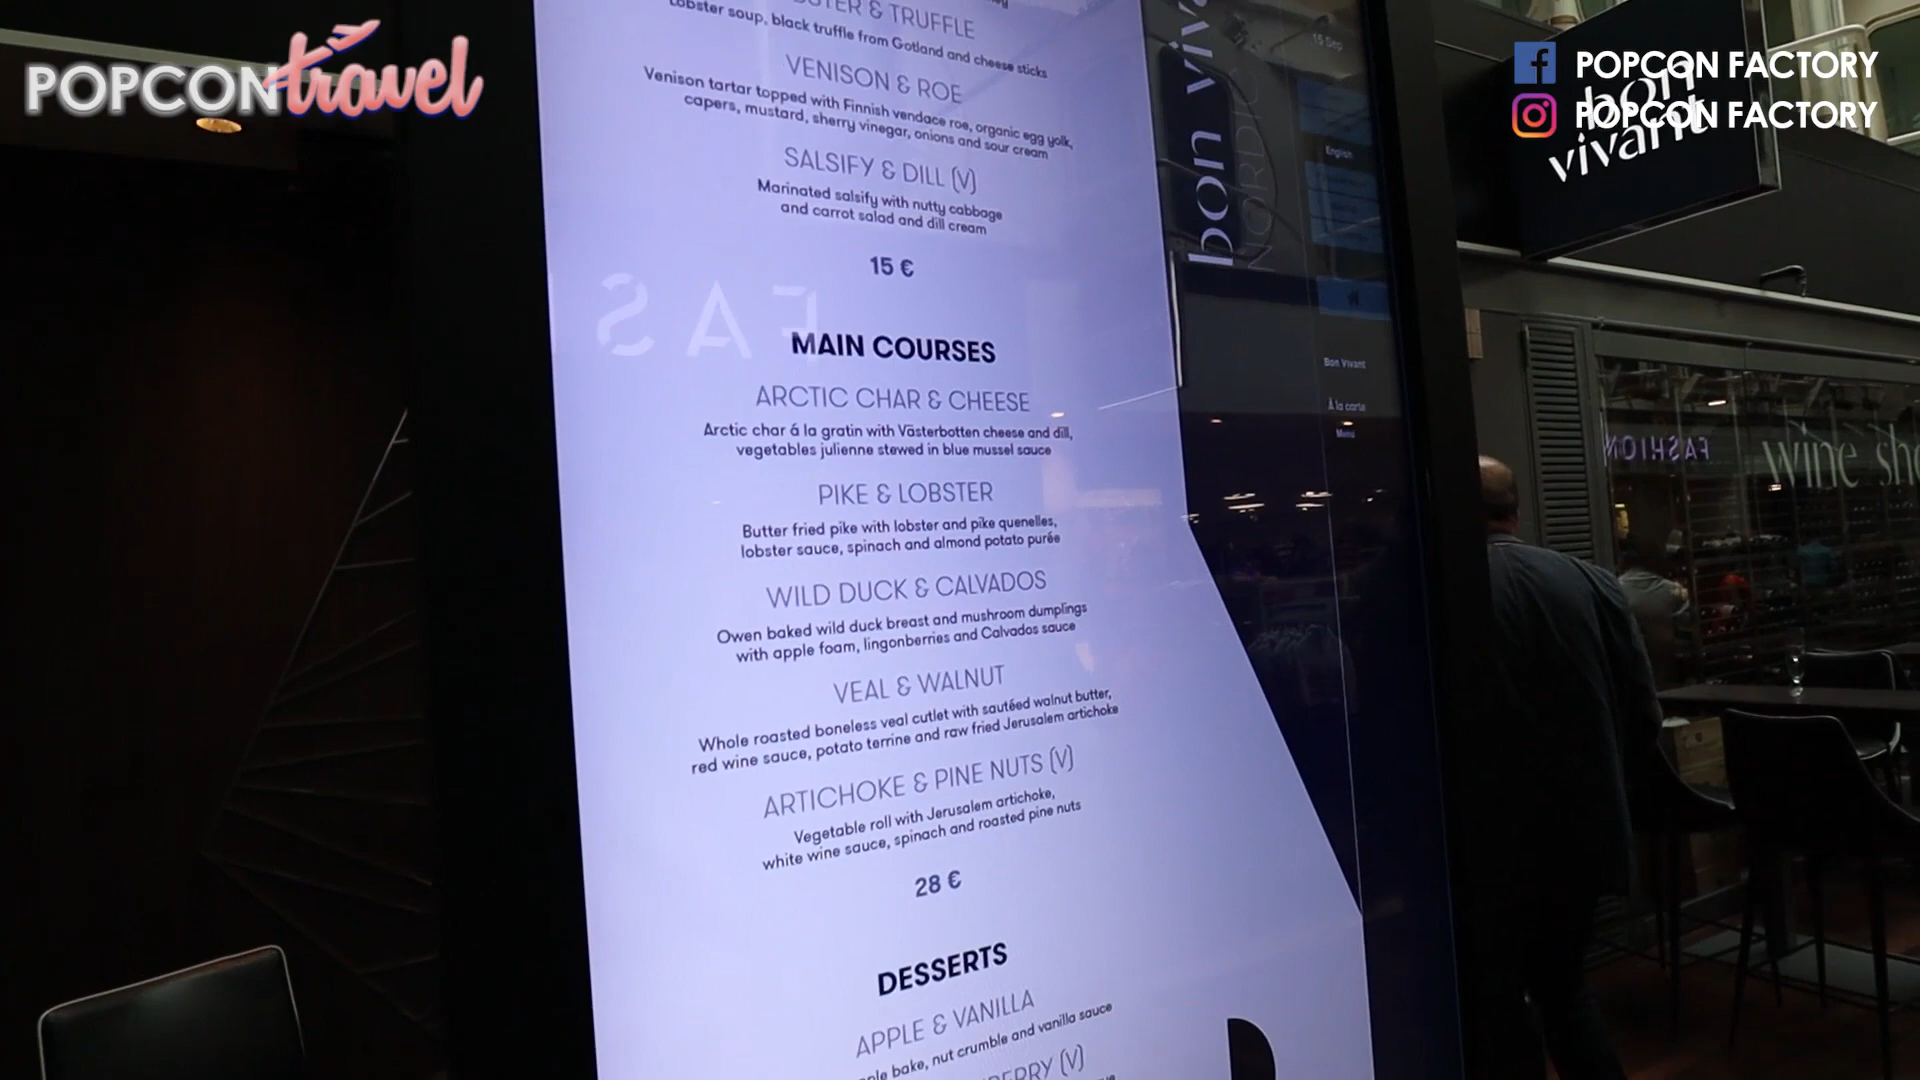 POPCON travel
POPCON FACTORY
POPCON FACTORY
& TRUFFLE
Lobster soup, black truffle from Gotland and cheese sticks
VENISON & ROE
Venison tartar topped with Finnish vendace roe, organic egg yolk,
capers, mustard, sherry vinegar, onions and sour cream
SALSIFY & DILL (V)
Marinated salsify with nutty cabbage
and carrot salad and dill cream
15 €
MAIN COURSES
ARCTIC CHAR & CHEESE
Arctic char á la gratin with Västerbotten cheese and dill,
vegetables julienne stewed in blue mussel sauce
PIKE & LOBSTER
Butter fried pike with lobster and pike quenelles,
lobster sauce, spinach and almond potato purée
WILD DUCK & CALVADOS
Owen baked wild duck breast and mushroom dumplings
with apple foam, lingonberries and Calvados sauce
VEAL & WALNUT
Whole roasted boneless veal cutlet with sautéed walnut butter,
red wine sauce, potato terrine and raw fried Jerusalem artichoke
ARTICHOKE & PINE NUTS (V)
Vegetable roll with Jerusalem artichoke,
white wine sauce, spinach and roasted pine nuts
28 €
DESSERTS
APPLE & VANILLA
bake, nut crumble and vanilla sauce
(V)
bon viva
NORDIC
15 Sep
English
Bon Vivant
À la carte
Menu
bon
vivant
FASHION
wine sho